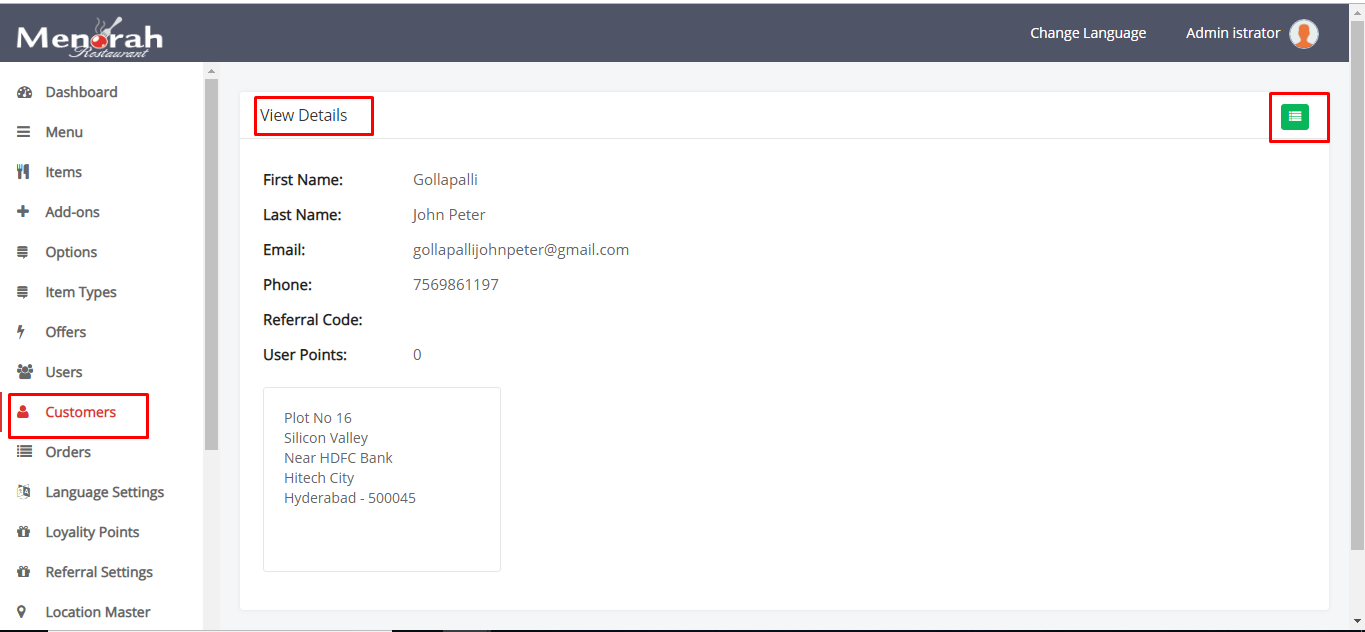 Menorah
Restaurant
Change Language
Admin istrator
Dashboard
Menu
Items
Add-ons
Options
Item Types
Offers
Users
Customers
Orders
Language Settings
Loyality Points
Referral Settings
Location Master
View Details
First Name: Gollapalli
Last Name: John Peter
Email: gollapallijohnpeter@gmail.com
Phone: 7569861197
Referral Code:
User Points: 0
Plot No 16
Silicon Valley
Near HDFC Bank
Hitech City
Hyderabad - 500045